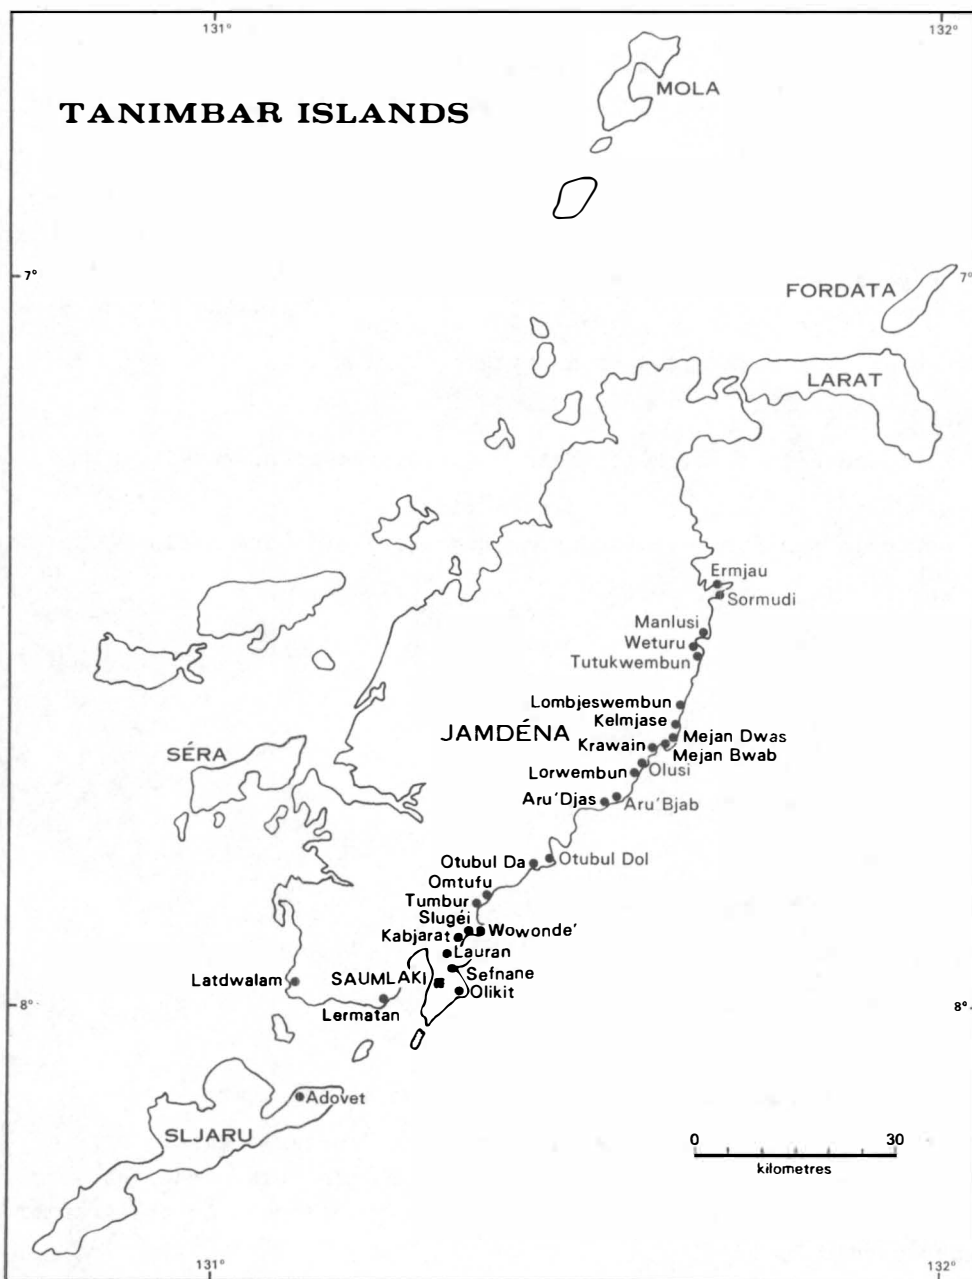 131°
132°
TANIMBAR ISLANDS
MOLA
7°
7°
FORDATA
LARAT
Ermjau
Sormudi
Manlusi
Weturu
Tutukwembun
Lombjeswembun
Kelmjase
JAMDÉNA
Mejan Dwas
Krawain
Mejan Bwab
SÉRA
Olusi
Lorwembun
Aru'Djas
Aru'Bjab
Otubul Da
Otubul Dol
Omtufu
Tumbur
Slugéi
Wowonde'
Kabjarat
Lauran
Sefnane
Latdwalam
SAUMLAKI
Olikit
Lermatan
8°
8°
Adovet
SLJARU
0
30
kilometres
131°
132°